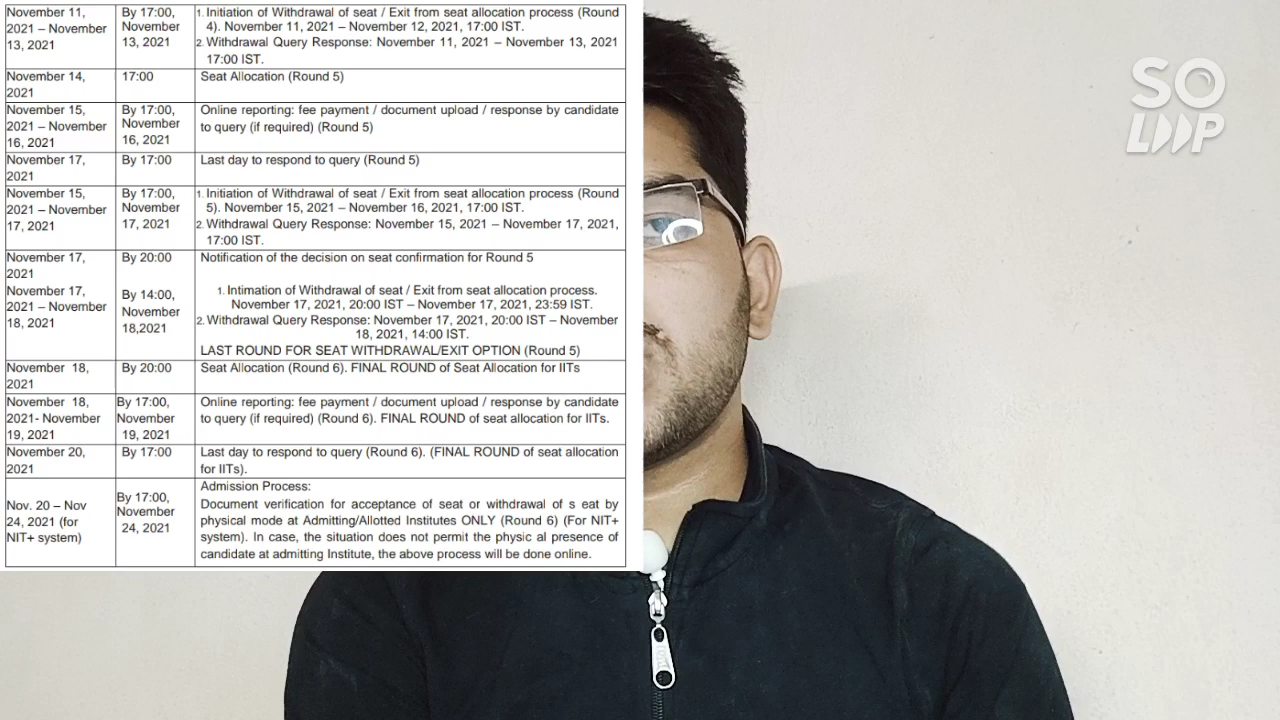 November 11, 2021 – November 13, 2021
By 17:00, November 13, 2021
1. Initiation of Withdrawal of seat / Exit from seat allocation process (Round
4). November 11, 2021 – November 12, 2021, 17:00 IST.
2. Withdrawal Query Response: November 11, 2021 – November 13, 2021
17:00 IST.
November 14, 2021
17:00
Seat Allocation (Round 5)
November 15, 2021 – November 16, 2021
By 17:00, November 16, 2021
Online reporting: fee payment / document upload / response by candidate
to query (if required) (Round 5)
November 17, 2021
By 17:00
Last day to respond to query (Round 5)
November 15, 2021 – November 17, 2021
By 17:00, November 17, 2021
1. Initiation of Withdrawal of seat / Exit from seat allocation process (Round
5). November 15, 2021 – November 16, 2021, 17:00 IST.
2. Withdrawal Query Response: November 15, 2021 – November 17, 2021,
17:00 IST.
November 17, 2021
By 20:00
Notification of the decision on seat confirmation for Round 5
November 17, 2021 – November 18, 2021
By 14:00, November 18,2021
1. Intimation of Withdrawal of seat / Exit from seat allocation process.
November 17, 2021, 20:00 IST – November 17, 2021, 23:59 IST.
2. Withdrawal Query Response: November 17, 2021, 20:00 IST – November
18, 2021, 14:00 IST.
LAST ROUND FOR SEAT WITHDRAWAL/EXIT OPTION (Round 5)
November 18, 2021
By 20:00
Seat Allocation (Round 6). FINAL ROUND of Seat Allocation for IITs
November 18, 2021- November 19, 2021
By 17:00, November 19, 2021
Online reporting: fee payment / document upload / response by candidate
to query (if required) (Round 6). FINAL ROUND of seat allocation for IITs.
November 20, 2021
By 17:00
Last day to respond to query (Round 6). (FINAL ROUND of seat allocation
for IITs).
Nov. 20 – Nov 24, 2021 (for NIT+ system)
By 17:00, November 24, 2021
Admission Process:
Document verification for acceptance of seat or withdrawal of s eat by
physical mode at Admitting/Allotted Institutes ONLY (Round 6) (For NIT+
system). In case, the situation does not permit the physic al presence of
candidate at admitting Institute, the above process will be done online.
SO
LOOP